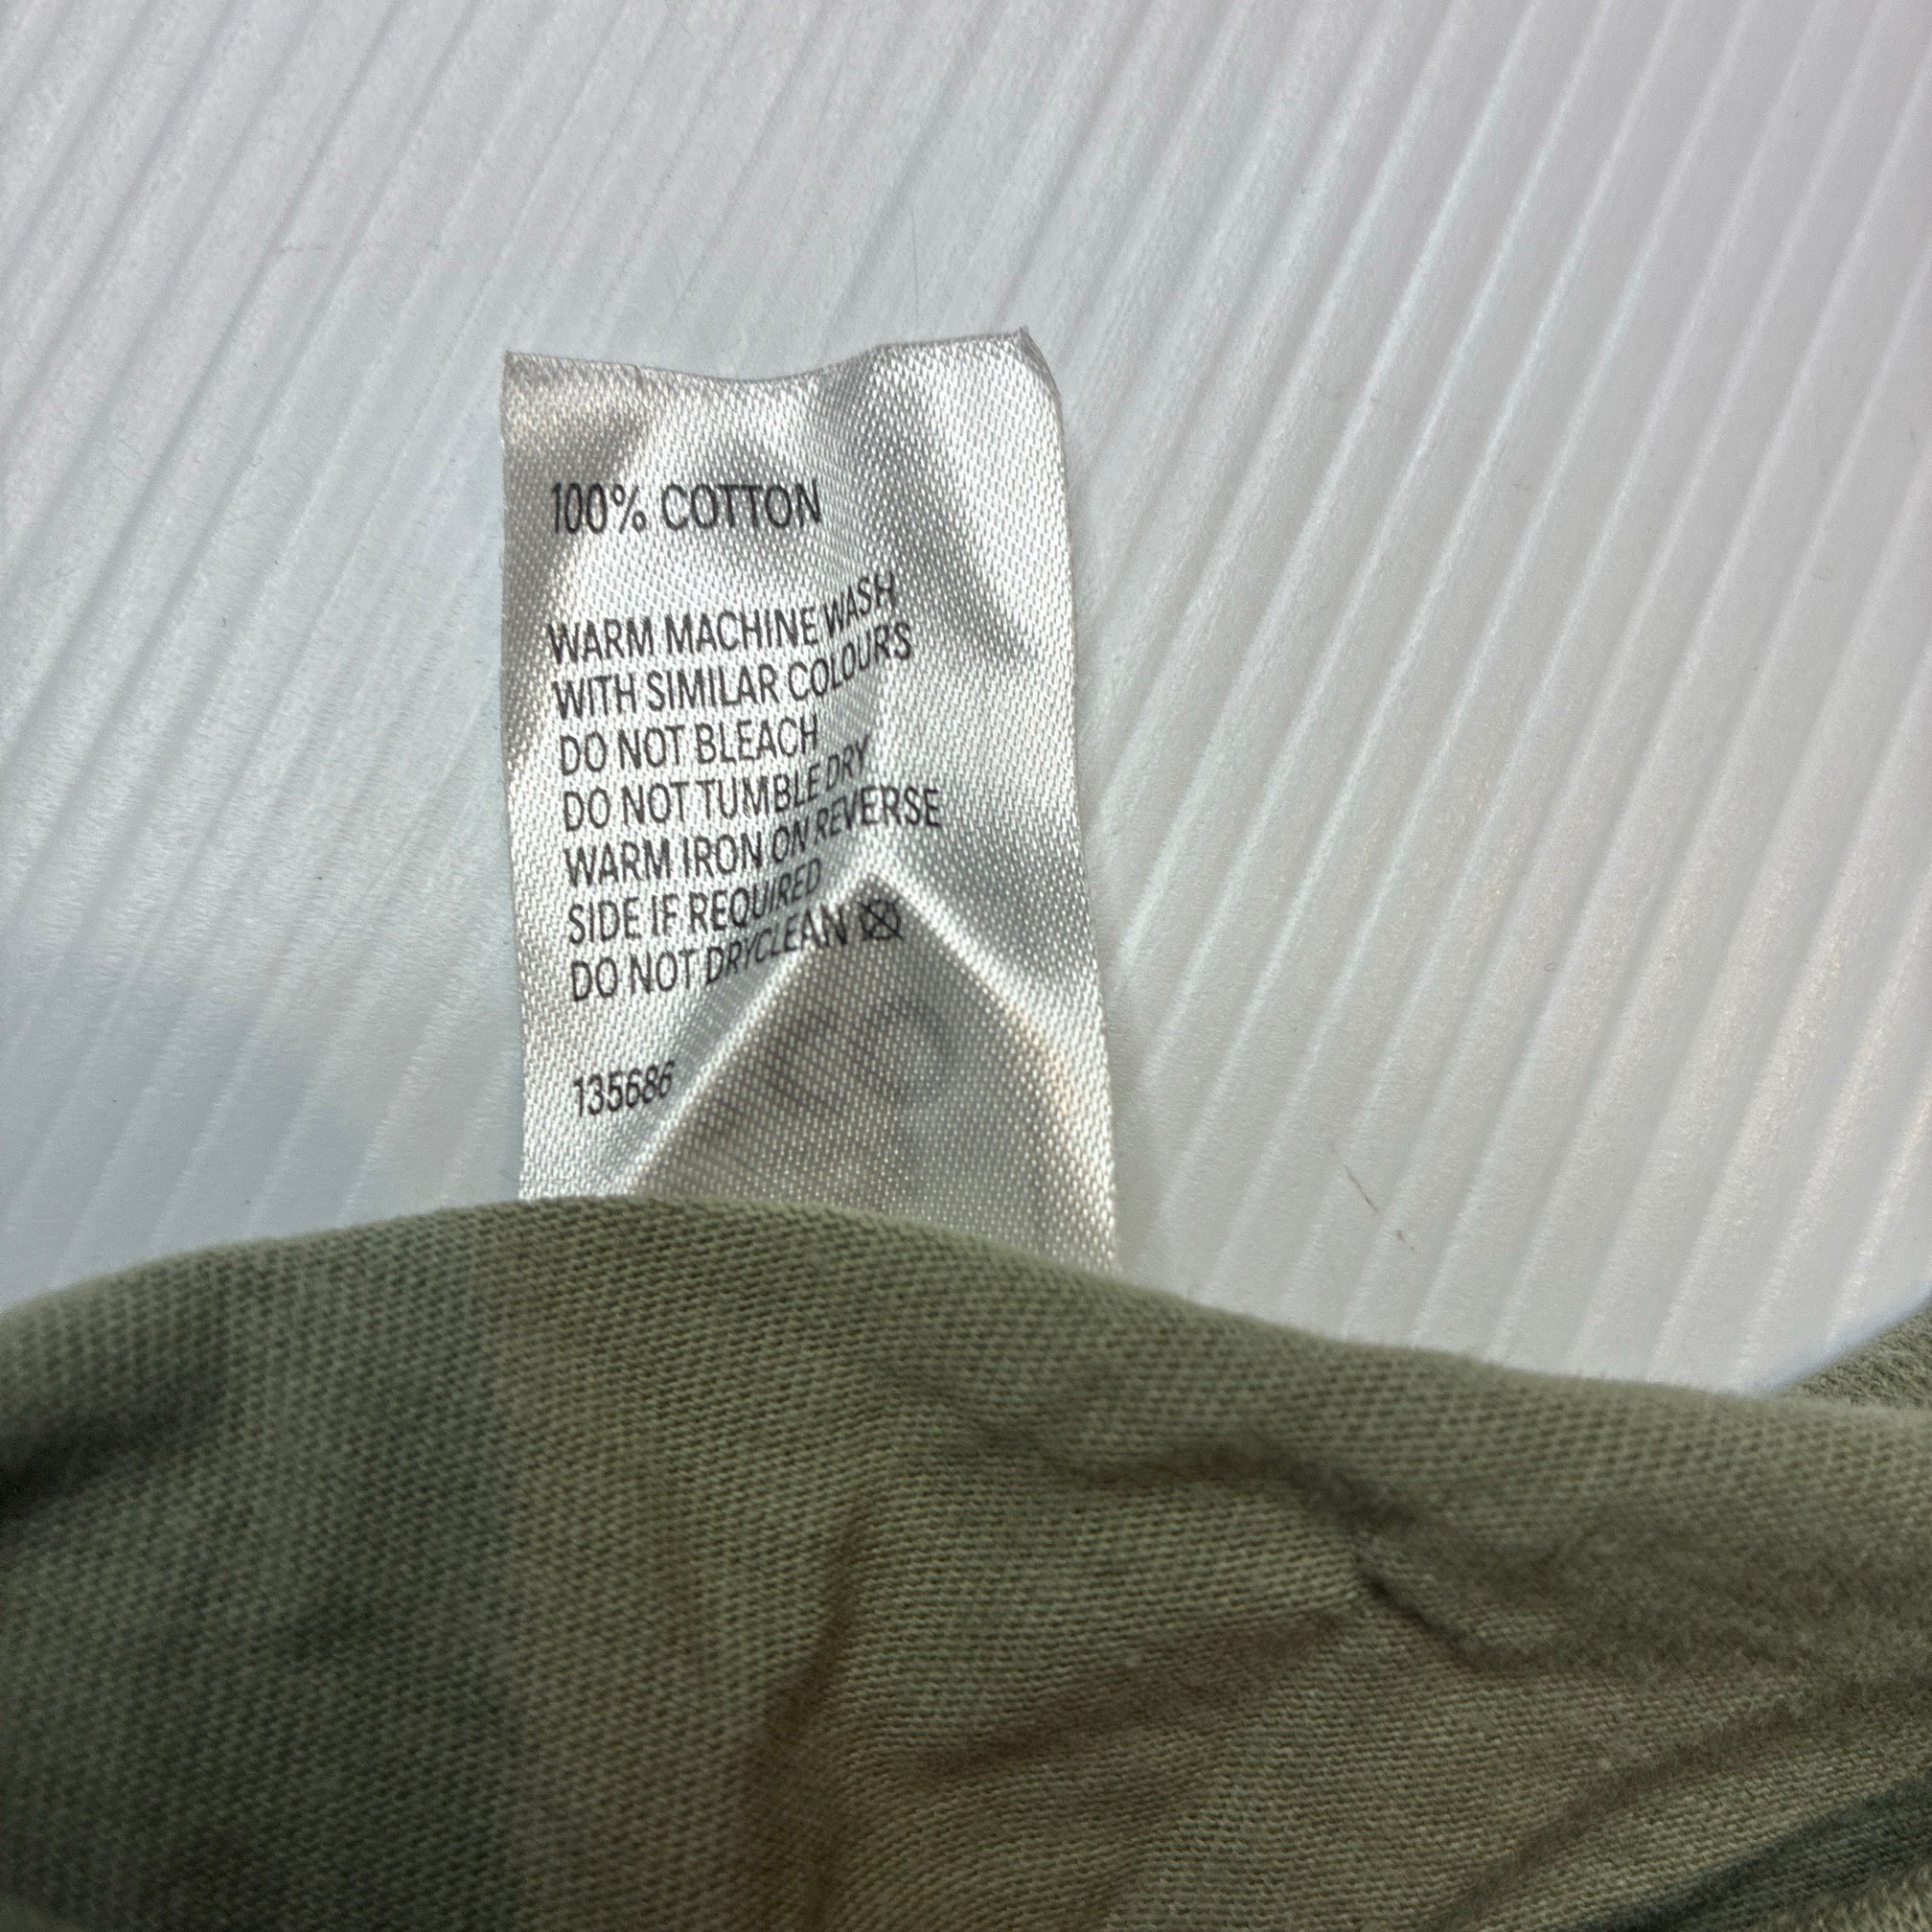 100% COTTON
WARM MACHINE WASH
WITH SIMILAR COLOURS
DO NOT BLEACH
DO NOT TUMBLE DRY
WARM IRON ON REVERSE
SIDE IF REQUIRED
DO NOT DRYCLEAN
135686